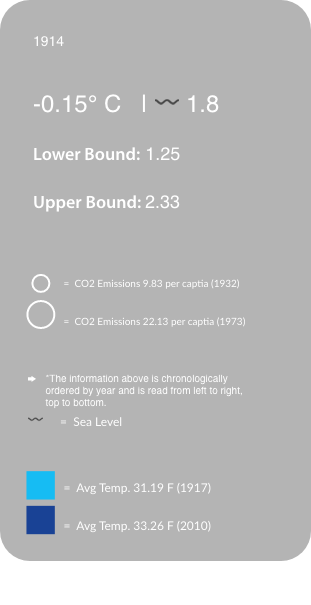 1914
-0.15° C | 1.8
Lower Bound: 1.25
Upper Bound: 2.33
= CO2 Emissions 9.83 per captia (1932)
= CO2 Emissions 22.13 per captia (1973)
*The information above is chronologically
ordered by year and is read from left to right,
top to bottom.
= Sea Level
= Avg Temp. 31.19 F (1917)
= Avg Temp. 33.26 F (2010)